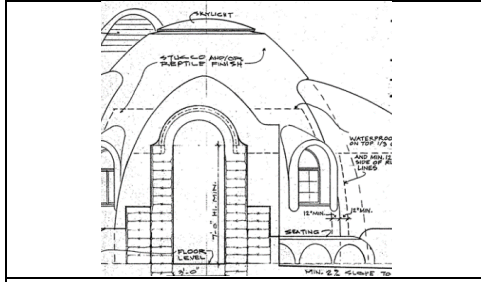 SKYLIGHT
STUCCO AND/OR
REPTILE FINISH
WATERPROO
ON TOP 1/3 O
AND MIN. 12
SIDE OF R
LINES
12" MIN.
12" MIN.
SEATING
7'-0" H. MIN.
FLOOR
LEVEL
3'-0"
MIN. 2% SLOPE TO